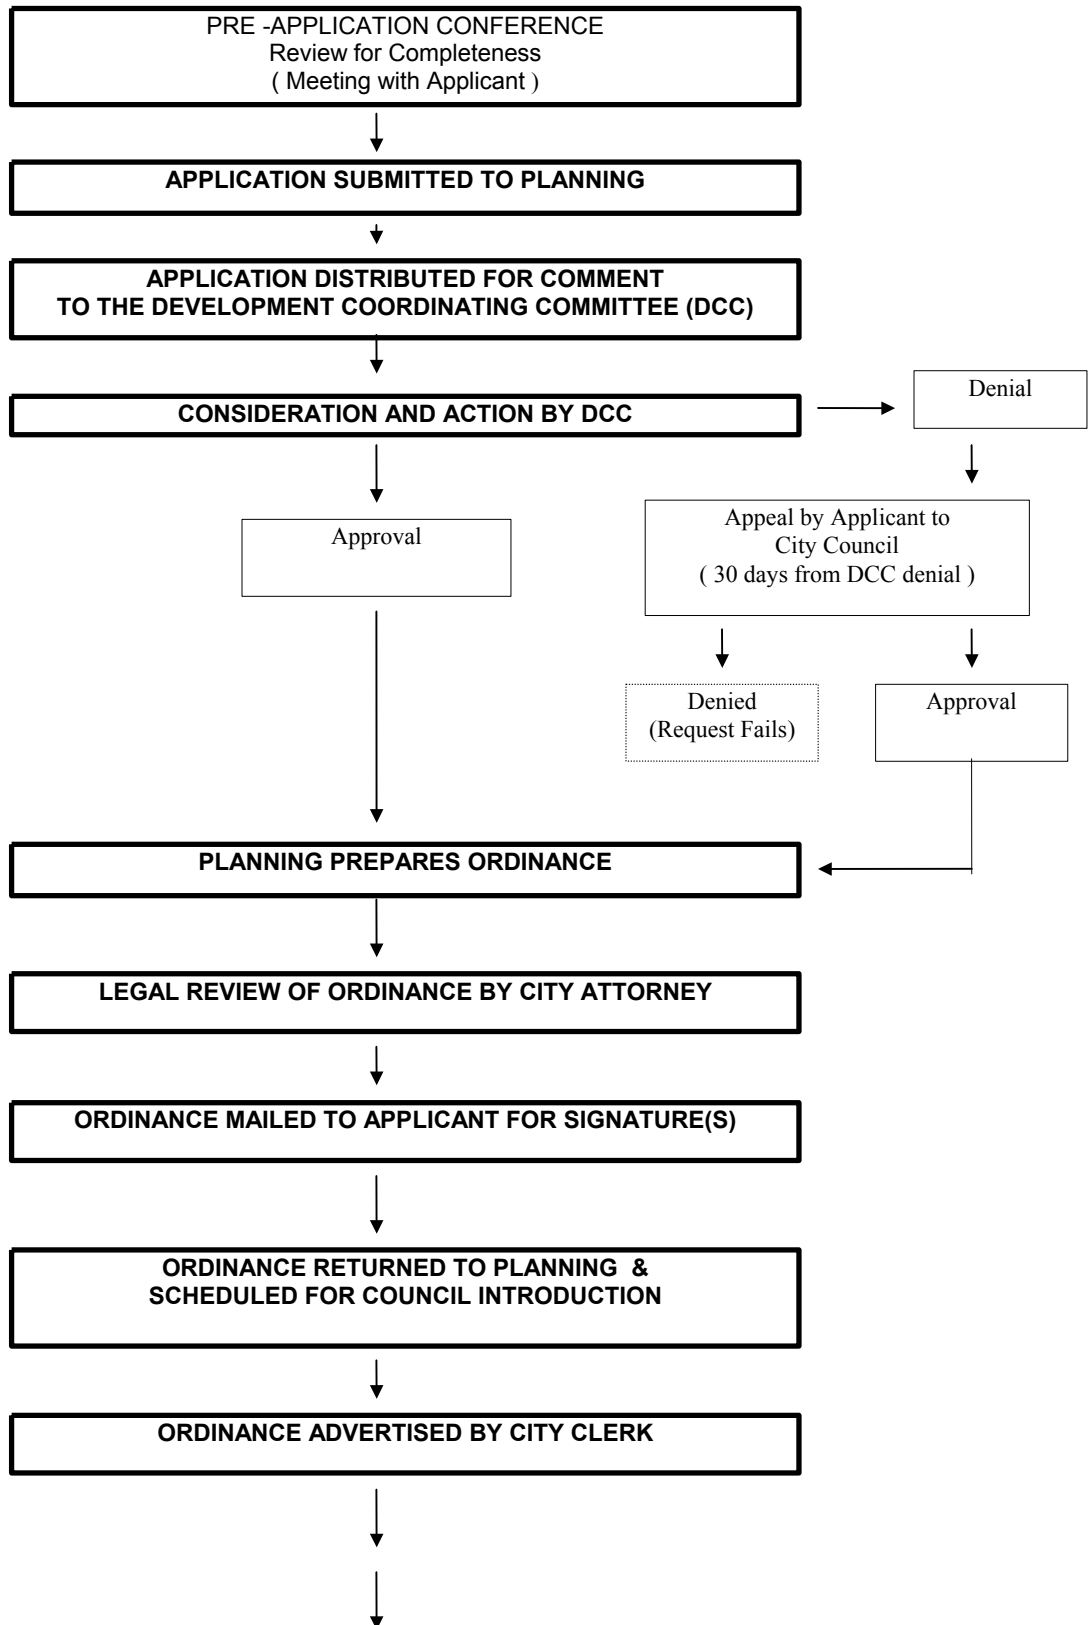 PRE -APPLICATION CONFERENCE
Review for Completeness
( Meeting with Applicant )
APPLICATION SUBMITTED TO PLANNING
APPLICATION DISTRIBUTED FOR COMMENT
TO THE DEVELOPMENT COORDINATING COMMITTEE (DCC)
CONSIDERATION AND ACTION BY DCC
Denial
Approval
Appeal by Applicant to
City Council
( 30 days from DCC denial )
Denied
(Request Fails)
Approval
PLANNING PREPARES ORDINANCE
LEGAL REVIEW OF ORDINANCE BY CITY ATTORNEY
ORDINANCE MAILED TO APPLICANT FOR SIGNATURE(S)
ORDINANCE RETURNED TO PLANNING &
SCHEDULED FOR COUNCIL INTRODUCTION
ORDINANCE ADVERTISED BY CITY CLERK